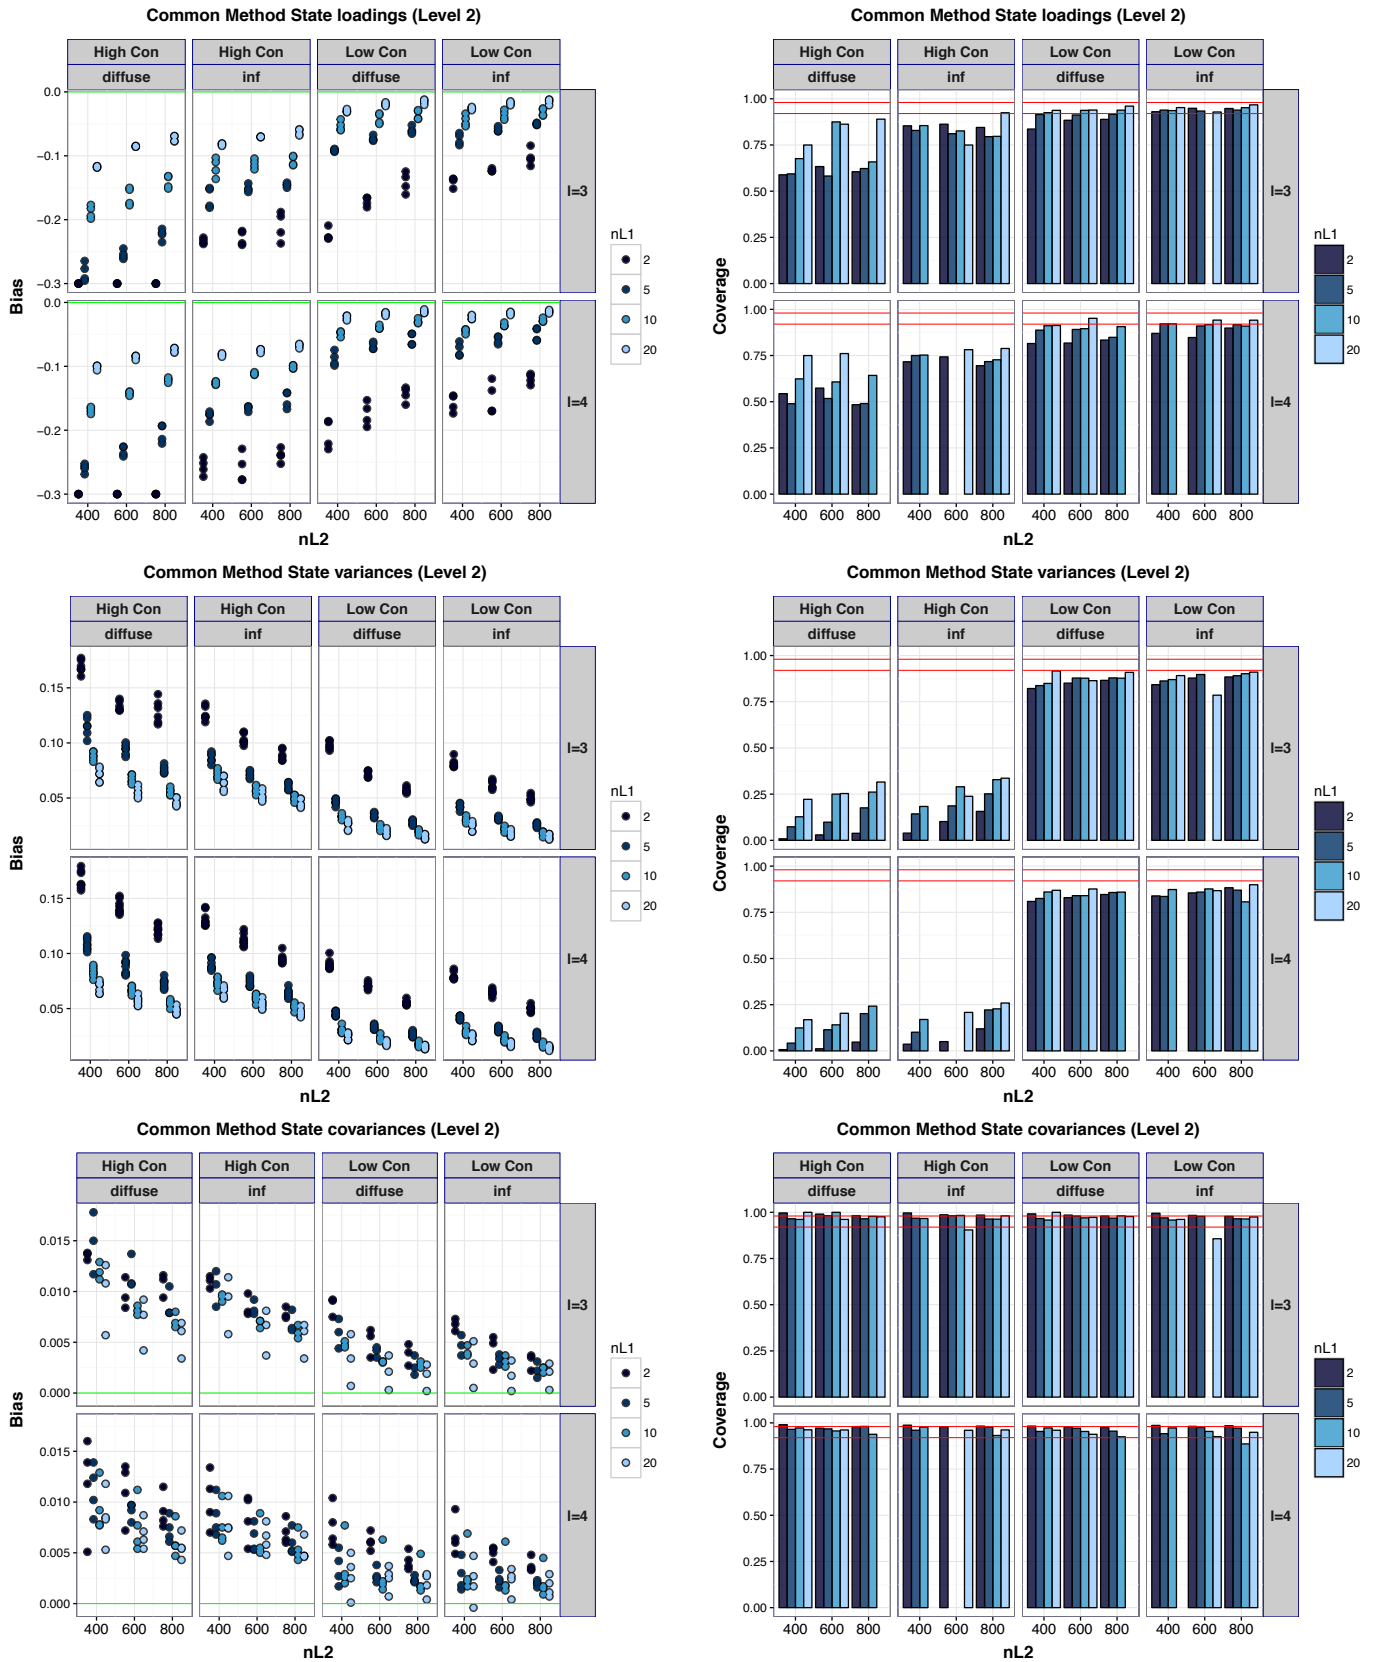 Common Method State loadings (Level 2)
High Con High Con Low Con Low Con
diffuse inf diffuse inf
0.0
−0.1
−0.2
−0.3
I=3
0.0
−0.1
−0.2
−0.3
I=4
Bias
400 600 800 400 600 800 400 600 800 400 600 800
nL2
nL1
2
5
10
20
Common Method State loadings (Level 2)
High Con High Con Low Con Low Con
diffuse inf diffuse inf
1.00
0.75
0.50
0.25
0.00
I=3
1.00
0.75
0.50
0.25
0.00
I=4
Coverage
400 600 800 400 600 800 400 600 800 400 600 800
nL2
nL1
2
5
10
20
Common Method State variances (Level 2)
High Con High Con Low Con Low Con
diffuse inf diffuse inf
0.15
0.10
0.05
I=3
0.15
0.10
0.05
I=4
Bias
400 600 800 400 600 800 400 600 800 400 600 800
nL2
nL1
2
5
10
20
Common Method State variances (Level 2)
High Con High Con Low Con Low Con
diffuse inf diffuse inf
1.00
0.75
0.50
0.25
0.00
I=3
1.00
0.75
0.50
0.25
0.00
I=4
Coverage
400 600 800 400 600 800 400 600 800 400 600 800
nL2
nL1
2
5
10
20
Common Method State covariances (Level 2)
High Con High Con Low Con Low Con
diffuse inf diffuse inf
0.015
0.010
0.005
0.000
I=3
0.015
0.010
0.005
0.000
I=4
Bias
400 600 800 400 600 800 400 600 800 400 600 800
nL2
nL1
2
5
10
20
Common Method State covariances (Level 2)
High Con High Con Low Con Low Con
diffuse inf diffuse inf
1.00
0.75
0.50
0.25
0.00
I=3
1.00
0.75
0.50
0.25
0.00
I=4
Coverage
400 600 800 400 600 800 400 600 800 400 600 800
nL2
nL1
2
5
10
20